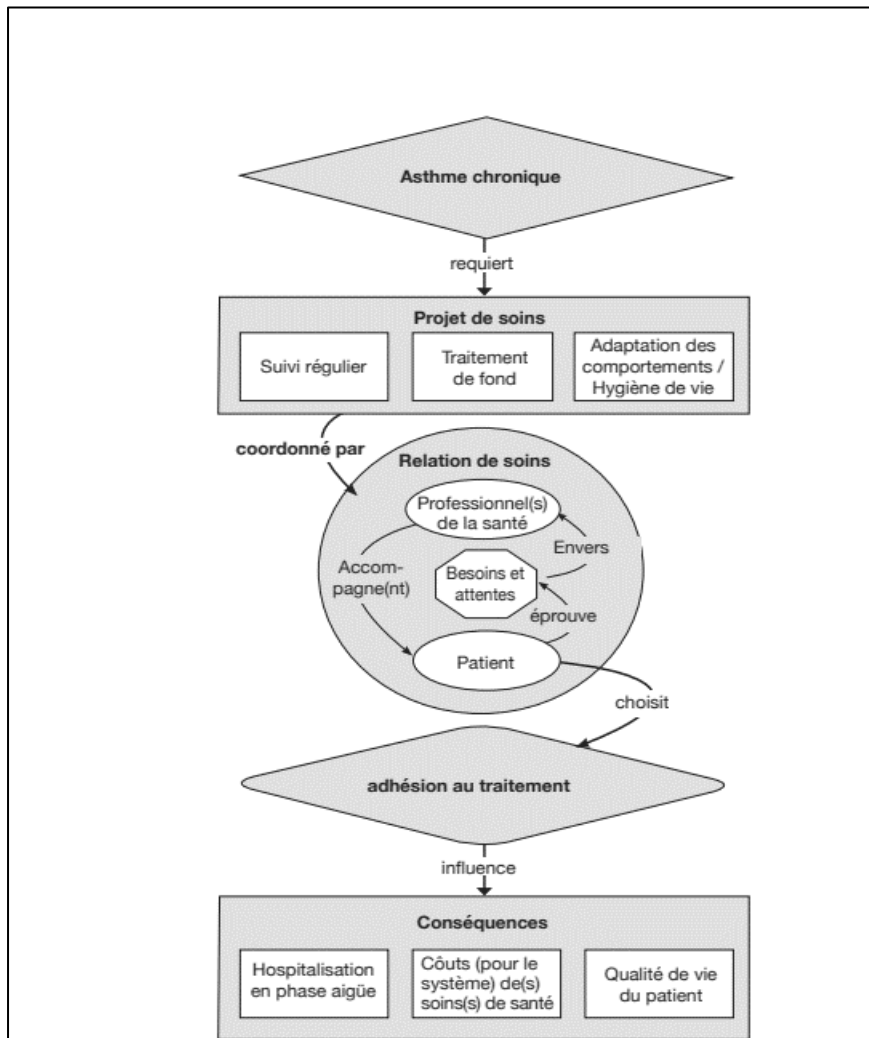 Asthme chronique
requiert
Projet de soins
Suivi régulier
Traitement
de fond
Adaptation des
comportements /
Hygiène de vie
coordonné par
Relation de soins
Professionnel(s)
de la santé
Envers
Accom-
pagne(nt)
Besoins et
attentes
éprouve
Patient
choisit
adhésion au traitement
influence
Conséquences
Hospitalisation
en phase aigüe
Côuts (pour le
système) de(s)
soins(s) de santé
Qualité de vie
du patient